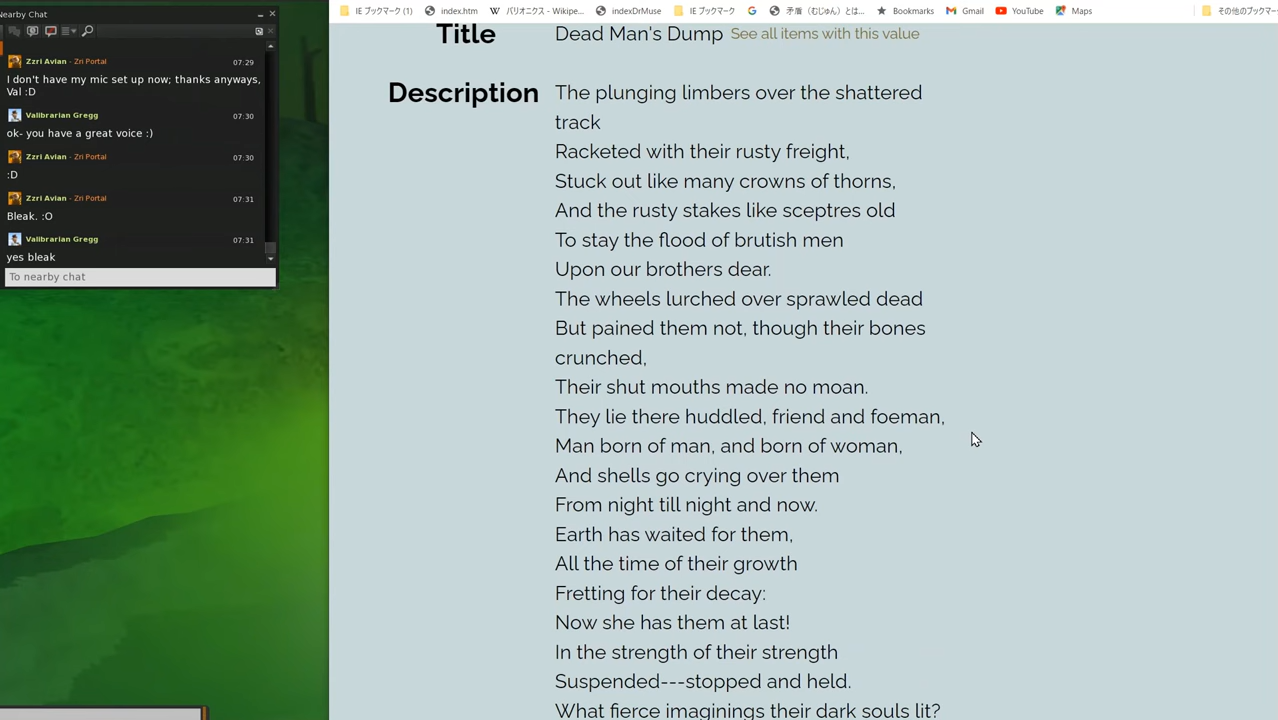 Nearby Chat
Zzri Avian - Zri Portal 07:29
I don't have my mic set up now; thanks anyways,
Val :D
Valibrarian Gregg 07:30
ok- you have a great voice :)
Zzri Avian - Zri Portal 07:30
:D
Zzri Avian - Zri Portal 07:31
Bleak. :O
Valibrarian Gregg 07:31
yes bleak
To nearby chat
IE ブックマーク (1) index.htm パリオニクス - Wikipe... indexDrMuse IE ブックマーク 矛盾（むじゅん）とは... Bookmarks Gmail YouTube Maps その他のブックマーク
Title Dead Man's Dump See all items with this value
Description The plunging limbers over the shattered
track
Racketed with their rusty freight,
Stuck out like many crowns of thorns,
And the rusty stakes like sceptres old
To stay the flood of brutish men
Upon our brothers dear.
The wheels lurched over sprawled dead
But pained them not, though their bones
crunched,
Their shut mouths made no moan.
They lie there huddled, friend and foeman,
Man born of man, and born of woman,
And shells go crying over them
From night till night and now.
Earth has waited for them,
All the time of their growth
Fretting for their decay:
Now she has them at last!
In the strength of their strength
Suspended---stopped and held.
What fierce imaginings their dark souls lit?